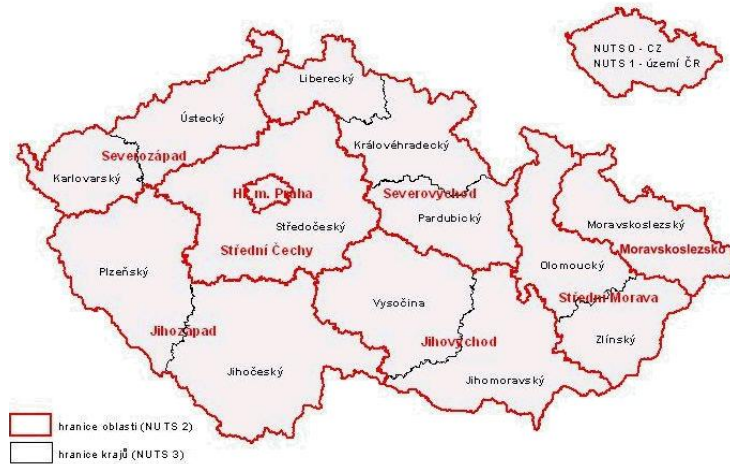 NUTS 0 - CZ
NUTS 1 - území ČR
Liberecký
Ústecký
Královéhradecký
Severozápad
Karlovarský
Hl. m. Praha
Severovýchod
Středočeský
Pardubický
Moravskoslezský
Střední Čechy
Moravskoslezsko
Plzeňský
Olomoucký
Vysočina
Střední Morava
Jihozápad
Jihovýchod
Zlínský
Jihočeský
Jihomoravský
hranice oblastí (NUTS 2)
hranice krajů (NUTS 3)